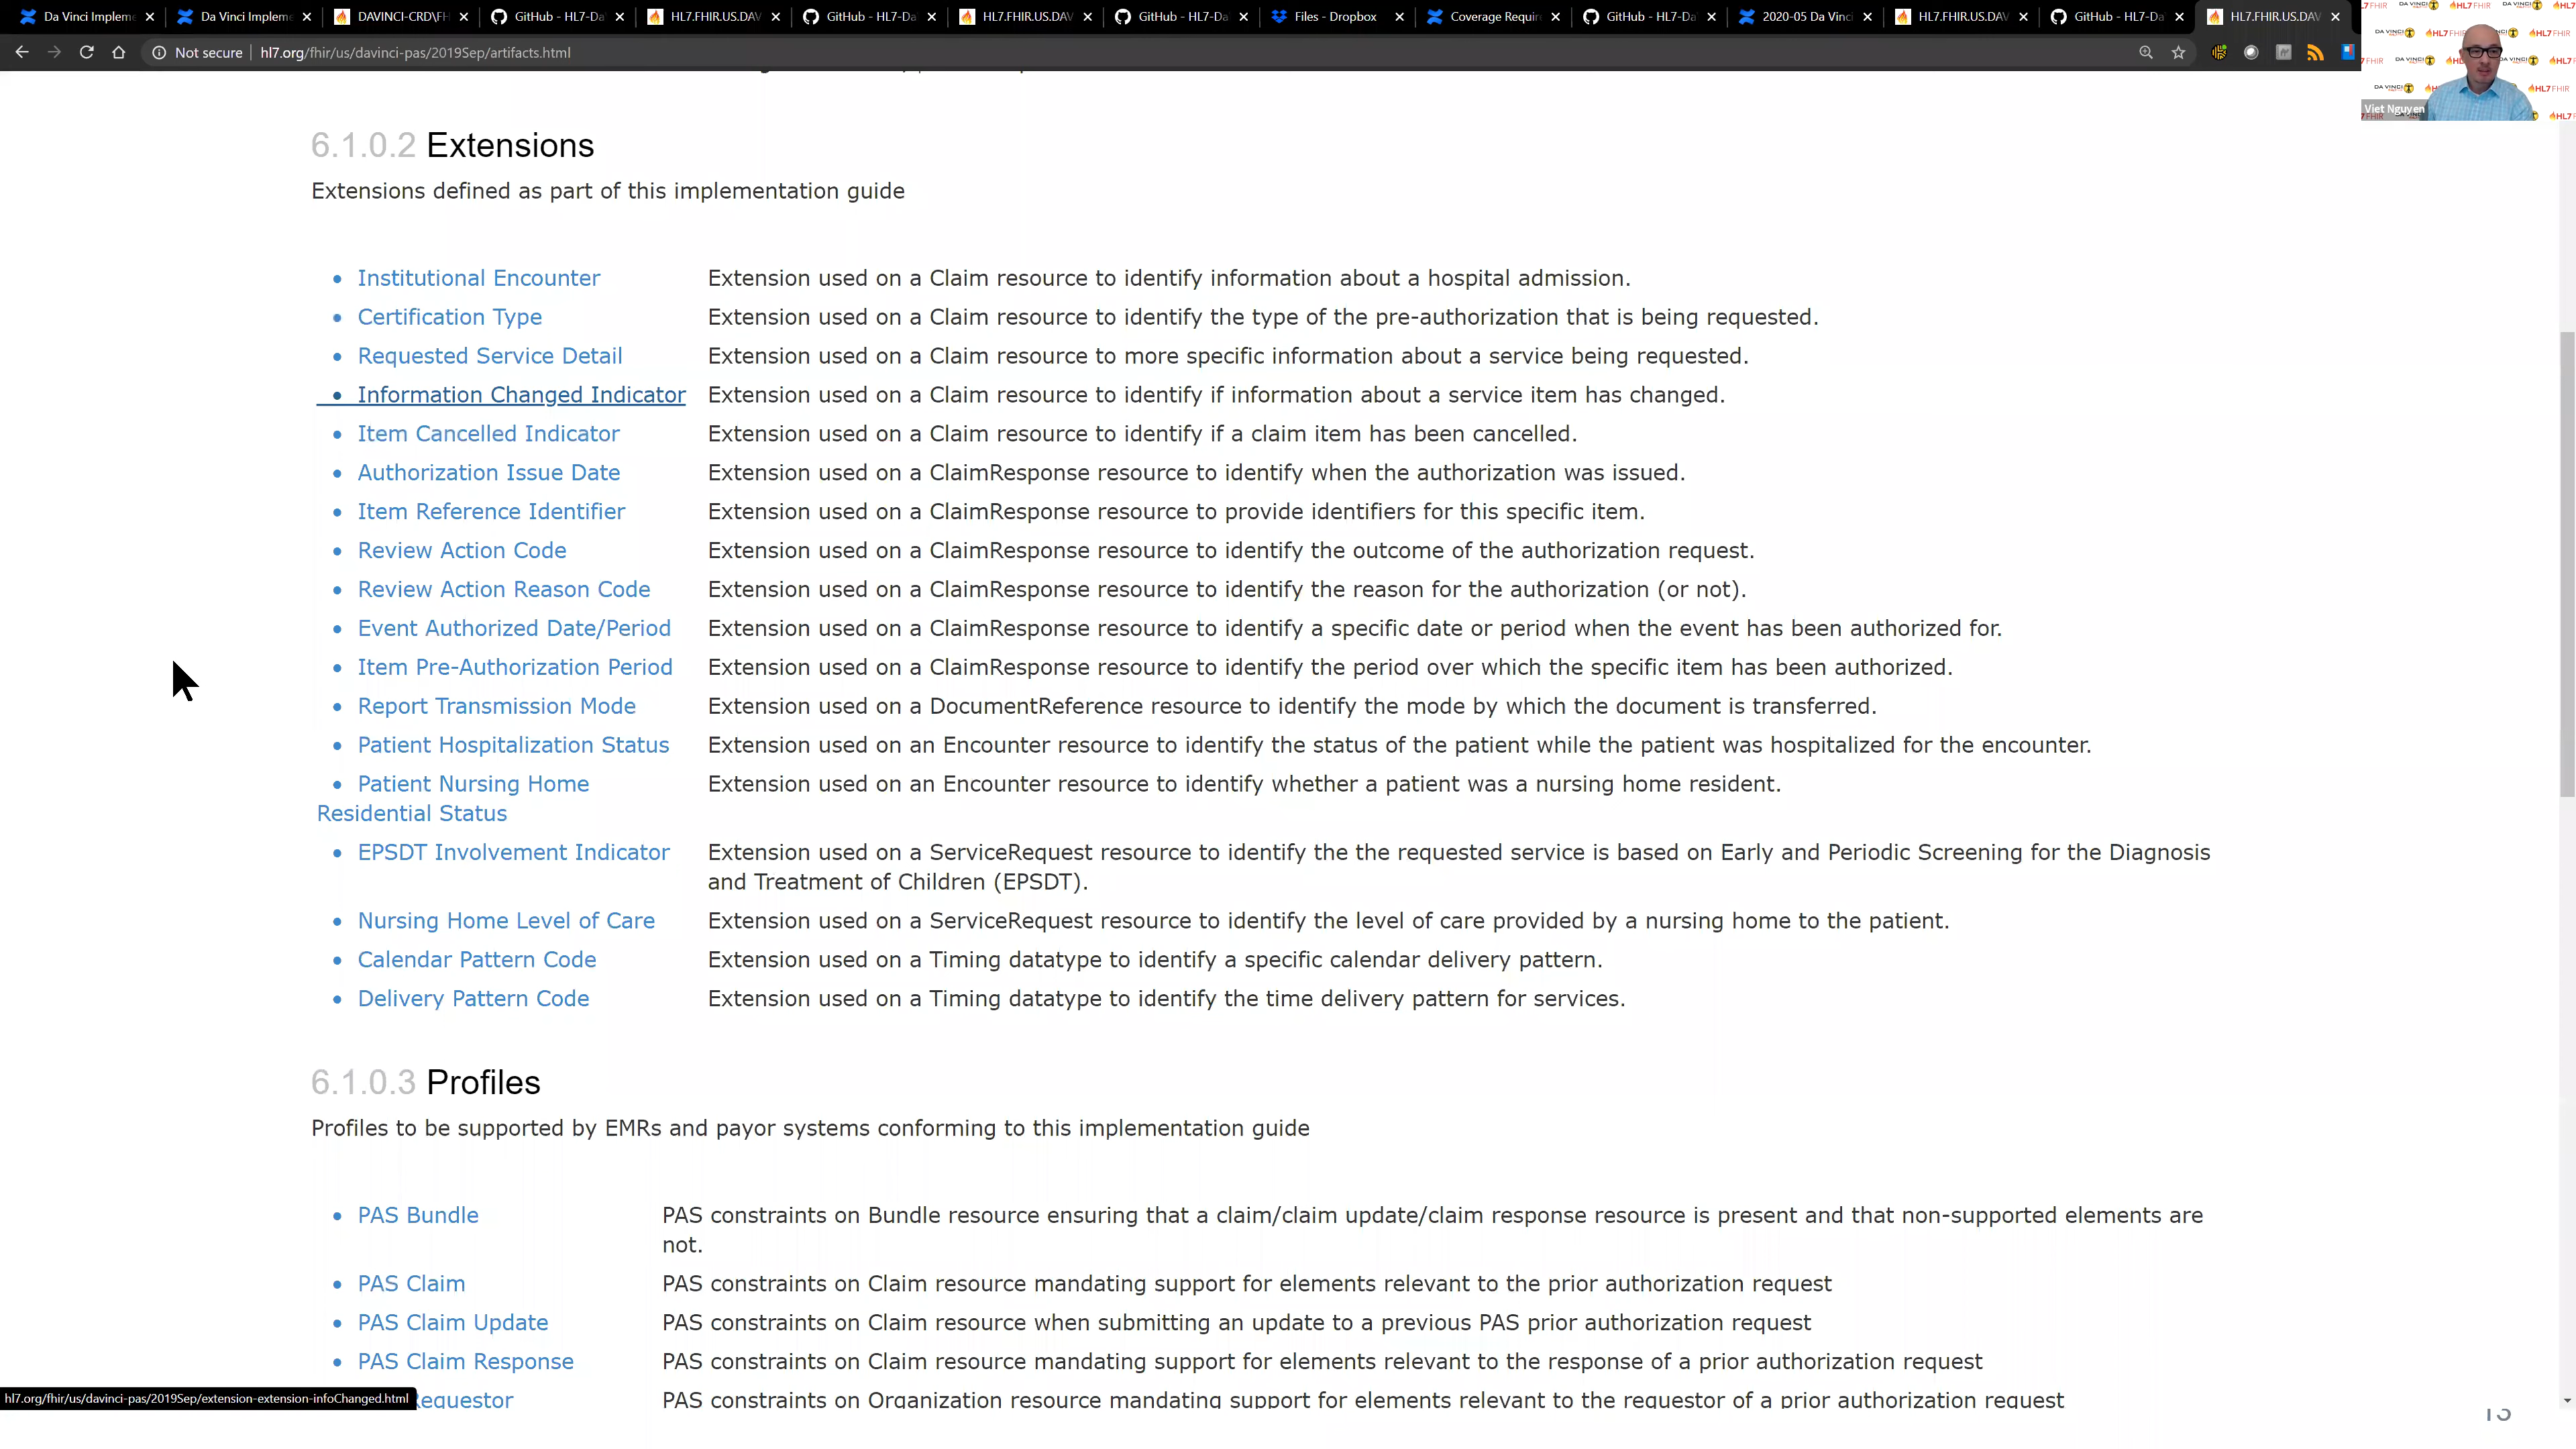 Da Vinci Impleme
Da Vinci Impleme
DAVINCI-CRD\FH
GitHub - HL7-Da
HL7.FHIR.US.DAV
GitHub - HL7-Da
HL7.FHIR.US.DAV
GitHub - HL7-Da
Files - Dropbox
Coverage Requir
GitHub - HL7-Da
2020-05 Da Vinci
HL7.FHIR.US.DAV
GitHub - HL7-Da
HL7.FHIR.US.DAV
Not secure | hl7.org/fhir/us/davinci-pas/2019Sep/artifacts.html
Viet Nguyen
6.1.0.2 Extensions
Extensions defined as part of this implementation guide
• Institutional Encounter Extension used on a Claim resource to identify information about a hospital admission.
• Certification Type Extension used on a Claim resource to identify the type of the pre-authorization that is being requested.
• Requested Service Detail Extension used on a Claim resource to more specific information about a service being requested.
• Information Changed Indicator Extension used on a Claim resource to identify if information about a service item has changed.
• Item Cancelled Indicator Extension used on a Claim resource to identify if a claim item has been cancelled.
• Authorization Issue Date Extension used on a ClaimResponse resource to identify when the authorization was issued.
• Item Reference Identifier Extension used on a ClaimResponse resource to provide identifiers for this specific item.
• Review Action Code Extension used on a ClaimResponse resource to identify the outcome of the authorization request.
• Review Action Reason Code Extension used on a ClaimResponse resource to identify the reason for the authorization (or not).
• Event Authorized Date/Period Extension used on a ClaimResponse resource to identify a specific date or period when the event has been authorized for.
• Item Pre-Authorization Period Extension used on a ClaimResponse resource to identify the period over which the specific item has been authorized.
• Report Transmission Mode Extension used on a DocumentReference resource to identify the mode by which the document is transferred.
• Patient Hospitalization Status Extension used on an Encounter resource to identify the status of the patient while the patient was hospitalized for the encounter.
• Patient Nursing Home Extension used on an Encounter resource to identify whether a patient was a nursing home resident.
Residential Status
• EPSDT Involvement Indicator Extension used on a ServiceRequest resource to identify the the requested service is based on Early and Periodic Screening for the Diagnosis
and Treatment of Children (EPSDT).
• Nursing Home Level of Care Extension used on a ServiceRequest resource to identify the level of care provided by a nursing home to the patient.
• Calendar Pattern Code Extension used on a Timing datatype to identify a specific calendar delivery pattern.
• Delivery Pattern Code Extension used on a Timing datatype to identify the time delivery pattern for services.
6.1.0.3 Profiles
Profiles to be supported by EMRs and payor systems conforming to this implementation guide
• PAS Bundle PAS constraints on Bundle resource ensuring that a claim/claim update/claim response resource is present and that non-supported elements are
not.
• PAS Claim PAS constraints on Claim resource mandating support for elements relevant to the prior authorization request
• PAS Claim Update PAS constraints on Claim resource when submitting an update to a previous PAS prior authorization request
• PAS Claim Response PAS constraints on Claim resource mandating support for elements relevant to the response of a prior authorization request
Requestor PAS constraints on Organization resource mandating support for elements relevant to the requestor of a prior authorization request
hl7.org/fhir/us/davinci-pas/2019Sep/extension-extension-infoChanged.html